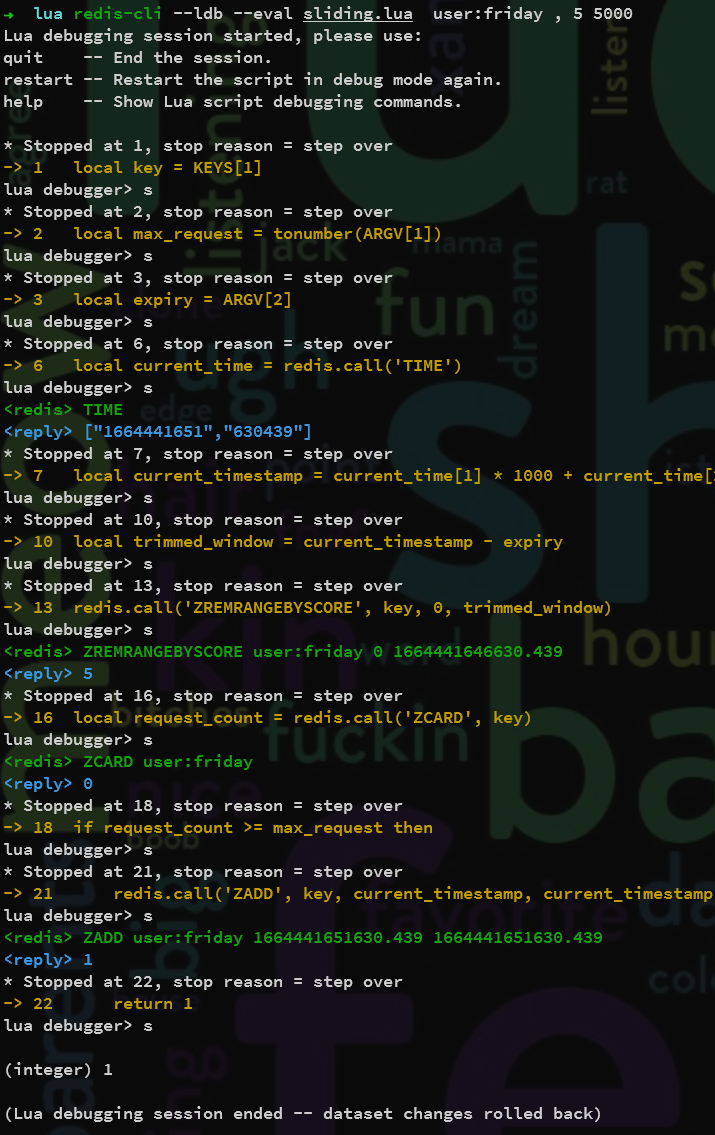 → lua redis-cli --ldb --eval sliding.lua  user:friday , 5 5000
Lua debugging session started, please use:
quit    -- End the session.
restart -- Restart the script in debug mode again.
help    -- Show Lua script debugging commands.
* Stopped at 1, stop reason = step over
-> 1   local key = KEYS[1]
lua debugger> s
* Stopped at 2, stop reason = step over
-> 2   local max_request = tonumber(ARGV[1])
lua debugger> s
* Stopped at 3, stop reason = step over
-> 3   local expiry = ARGV[2]
lua debugger> s
* Stopped at 6, stop reason = step over
-> 6   local current_time = redis.call('TIME')
lua debugger> s
<redis> TIME
<reply> ["1664441651","630439"]
* Stopped at 7, stop reason = step over
-> 7   local current_timestamp = current_time[1] * 1000 + current_time[
lua debugger> s
* Stopped at 10, stop reason = step over
-> 10  local trimmed_window = current_timestamp - expiry
lua debugger> s
* Stopped at 13, stop reason = step over
-> 13  redis.call('ZREMRANGEBYSCORE', key, 0, trimmed_window)
lua debugger> s
<redis> ZREMRANGEBYSCORE user:friday 0 1664441646630.439
<reply> 5
* Stopped at 16, stop reason = step over
-> 16  local request_count = redis.call('ZCARD', key)
lua debugger> s
<redis> ZCARD user:friday
<reply> 0
* Stopped at 18, stop reason = step over
-> 18  if request_count >= max_request then
lua debugger> s
* Stopped at 21, stop reason = step over
-> 21      redis.call('ZADD', key, current_timestamp, current_timestamp
lua debugger> s
<redis> ZADD user:friday 1664441651630.439 1664441651630.439
<reply> 1
* Stopped at 22, stop reason = step over
-> 22      return 1
lua debugger> s
(integer) 1
(Lua debugging session ended -- dataset changes rolled back)